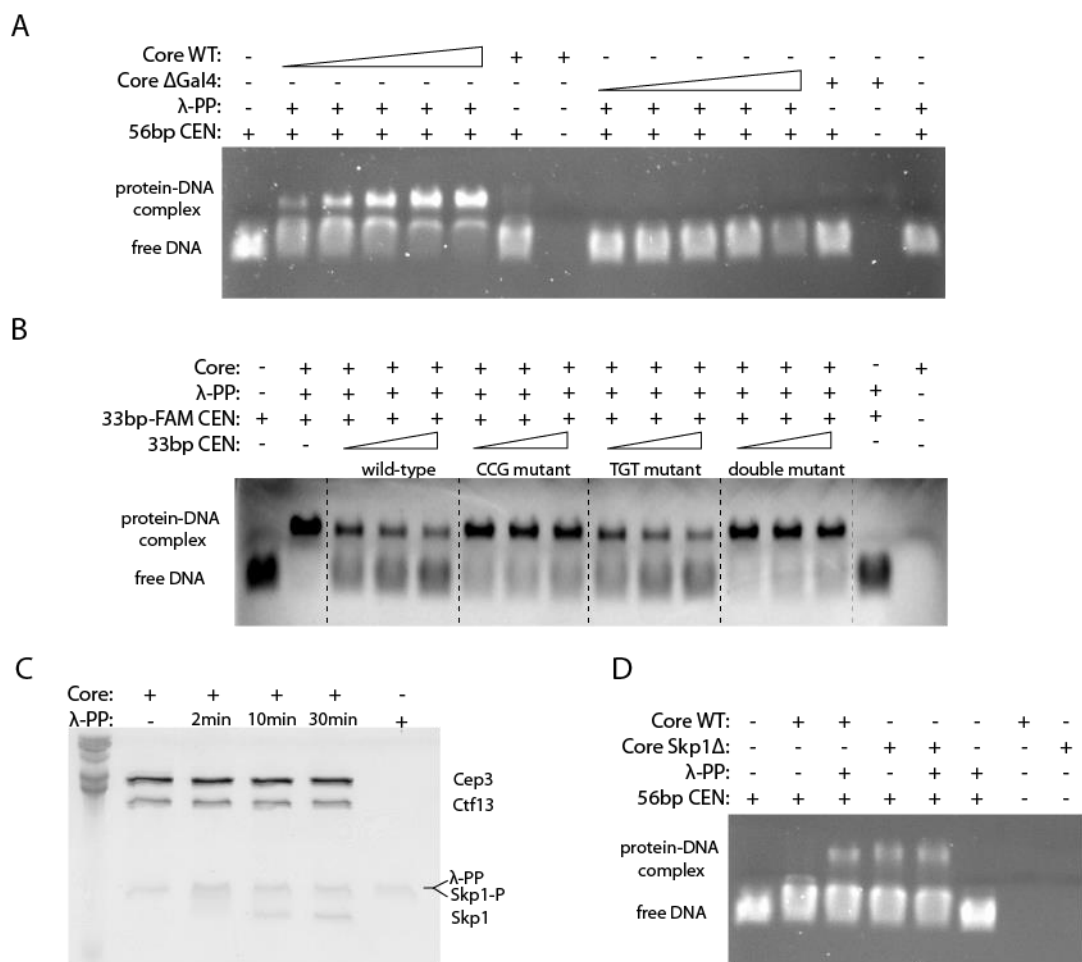 A
Core WT: - + +
Core ΔGal4: - - - - - - - - + + -
λ-PP: - + + + + + - - + + + + + - - +
56bp CEN: + + + + + + + - + + + + + + - +
protein-DNA
complex
free DNA
B
Core: - + + + + + + + + + + + + + - +
λ-PP: - + + + + + + + + + + + + + + -
33bp-FAM CEN: + + + + + + + + + + + + + + + -
33bp CEN: - - - -
wild-type CCG mutant TGT mutant double mutant
protein-DNA
complex
free DNA
C
Core: + + + + -
λ-PP: - 2min 10min 30min +
Cep3
Ctf13
λ-PP
Skp1-P
Skp1
D
Core WT: - + + - - - + -
Core Skp1Δ: - - - + + - - +
λ-PP: - - + - + + - -
56bp CEN: + + + + + + - -
protein-DNA
complex
free DNA